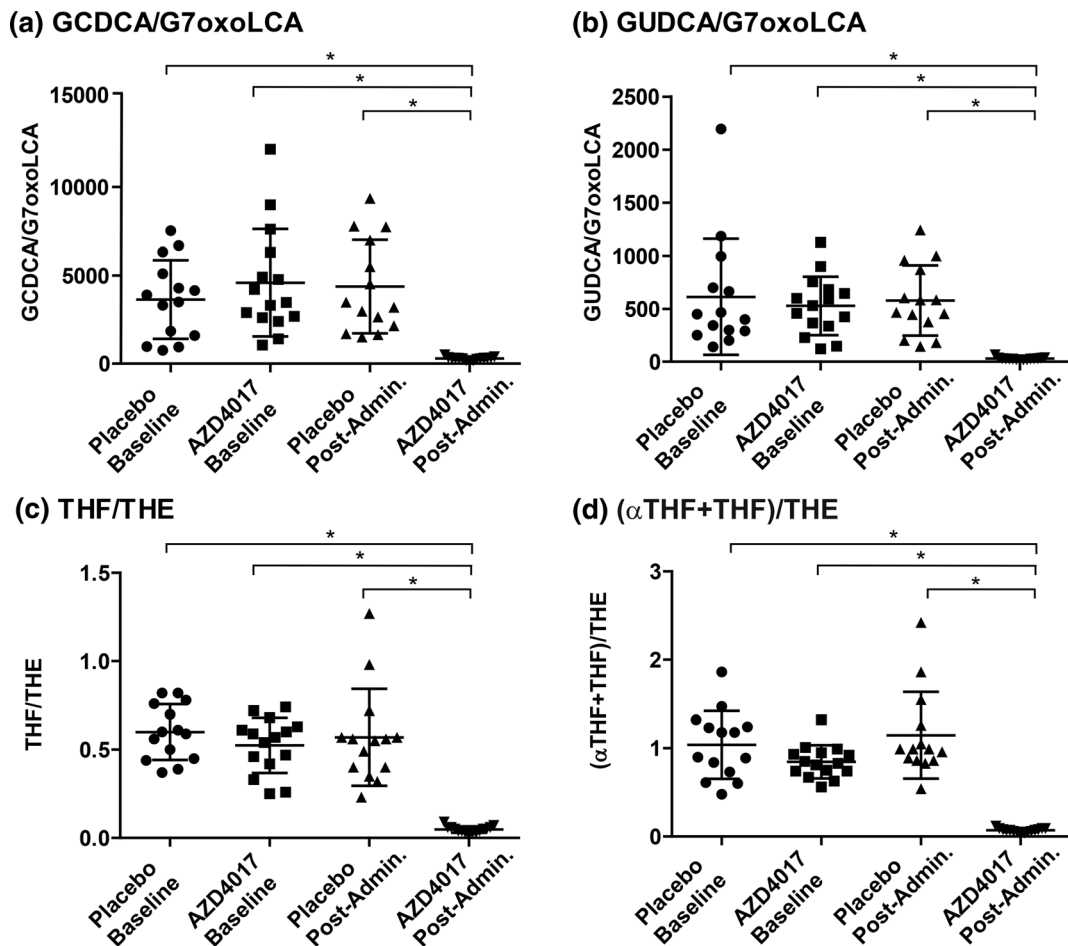 (a) GCDCA/G7oxoLCA
*
*
*
GCDCA/G7oxoLCA
15000
10000
5000
0
Placebo Baseline
AZD4017 Baseline
Placebo Post-Admin.
AZD4017 Post-Admin.
(b) GUDCA/G7oxoLCA
*
*
*
GUDCA/G7oxoLCA
2500
2000
1500
1000
500
0
Placebo Baseline
AZD4017 Baseline
Placebo Post-Admin.
AZD4017 Post-Admin.
(c) THF/THE
*
*
*
THF/THE
1.5
1.0
0.5
0.0
Placebo Baseline
AZD4017 Baseline
Placebo Post-Admin.
AZD4017 Post-Admin.
(d) (αTHF+THF)/THE
*
*
*
(αTHF+THF)/THE
3
2
1
0
Placebo Baseline
AZD4017 Baseline
Placebo Post-Admin.
AZD4017 Post-Admin.